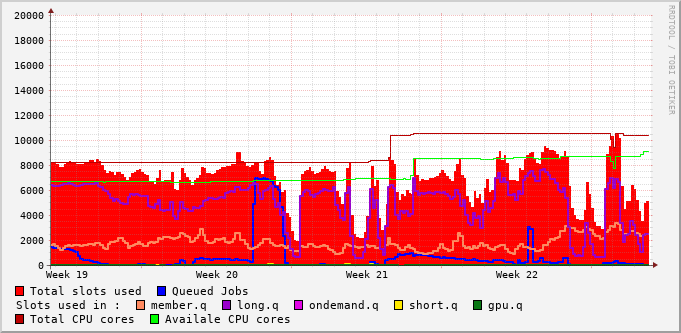 20000
18000
16000
14000
12000
10000
8000
6000
4000
2000
0
Week 19 Week 20 Week 21 Week 22
Total slots used Queued Jobs
Slots used in : member.q long.q ondemand.q short.q gpu.q
Total CPU cores Availale CPU cores
RRDTOOL / TOBI OETIKER